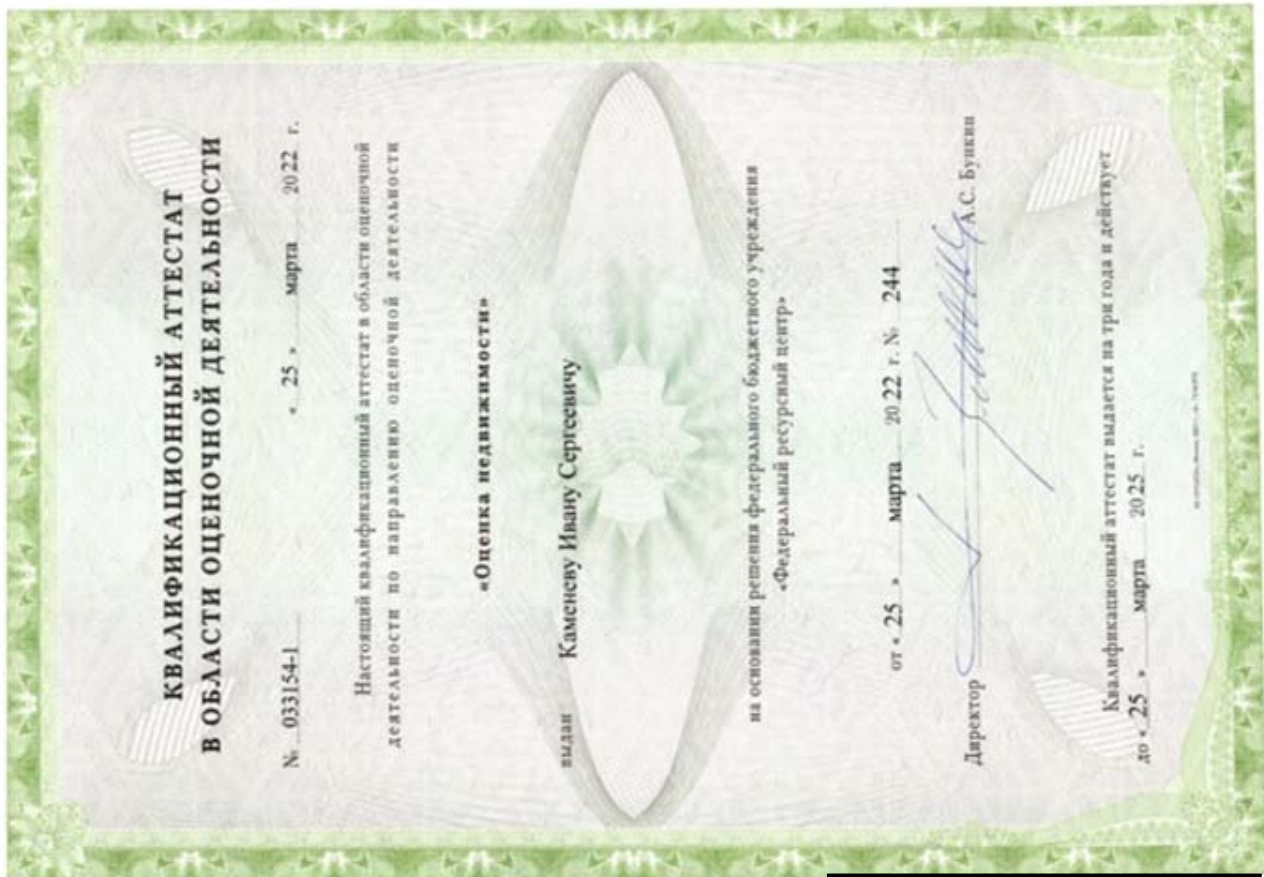 КВАЛИФИКАЦИОННЫЙ АТТЕСТАТ
В ОБЛАСТИ ОЦЕНОЧНОЙ ДЕЯТЕЛЬНОСТИ
№ 033154-1 « 25 » марта 2022 г.
Настоящий квалификационный аттестат в области оценочной
деятельности по направлению оценочной деятельности
«Оценка недвижимости»
выдан Каменеву Ивану Сергеевичу
на основании решения федерального бюджетного учреждения
«Федеральный ресурсный центр»
от « 25 » марта 2022 г. № 244
Директор А.С. Бункин
Квалификационный аттестат выдается на три года и действует
до « 25 » марта 2025 г.